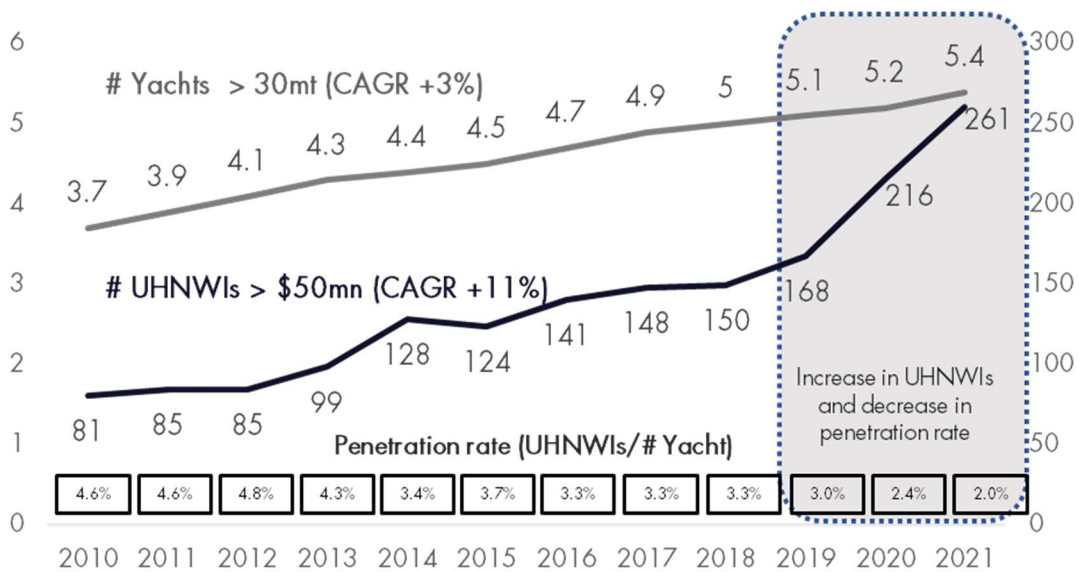 6
5
4
3
2
1
0
300
250
200
150
100
50
0
# Yachts > 30mt (CAGR +3%)
3.7 3.9 4.1 4.3 4.4 4.5 4.7 4.9 5 5.1 5.2 5.4
# UHNWIs > $50mn (CAGR +11%)
81 85 85 99 128 124 141 148 150 168 216 261
Increase in UHNWIs
and decrease in
penetration rate
Penetration rate (UHNWIs/# Yacht)
4.6% 4.6% 4.8% 4.3% 3.4% 3.7% 3.3% 3.3% 3.3% 3.0% 2.4% 2.0%
2010 2011 2012 2013 2014 2015 2016 2017 2018 2019 2020 2021